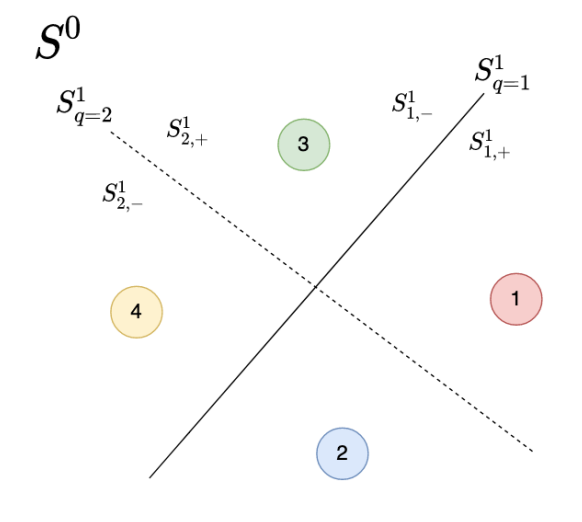 S^0
S^1_{q=1}
S^1_{q=2}
S^1_{1,-}
S^1_{2,+}
S^1_{1,+}
3
S^1_{2,-}
1
4
2